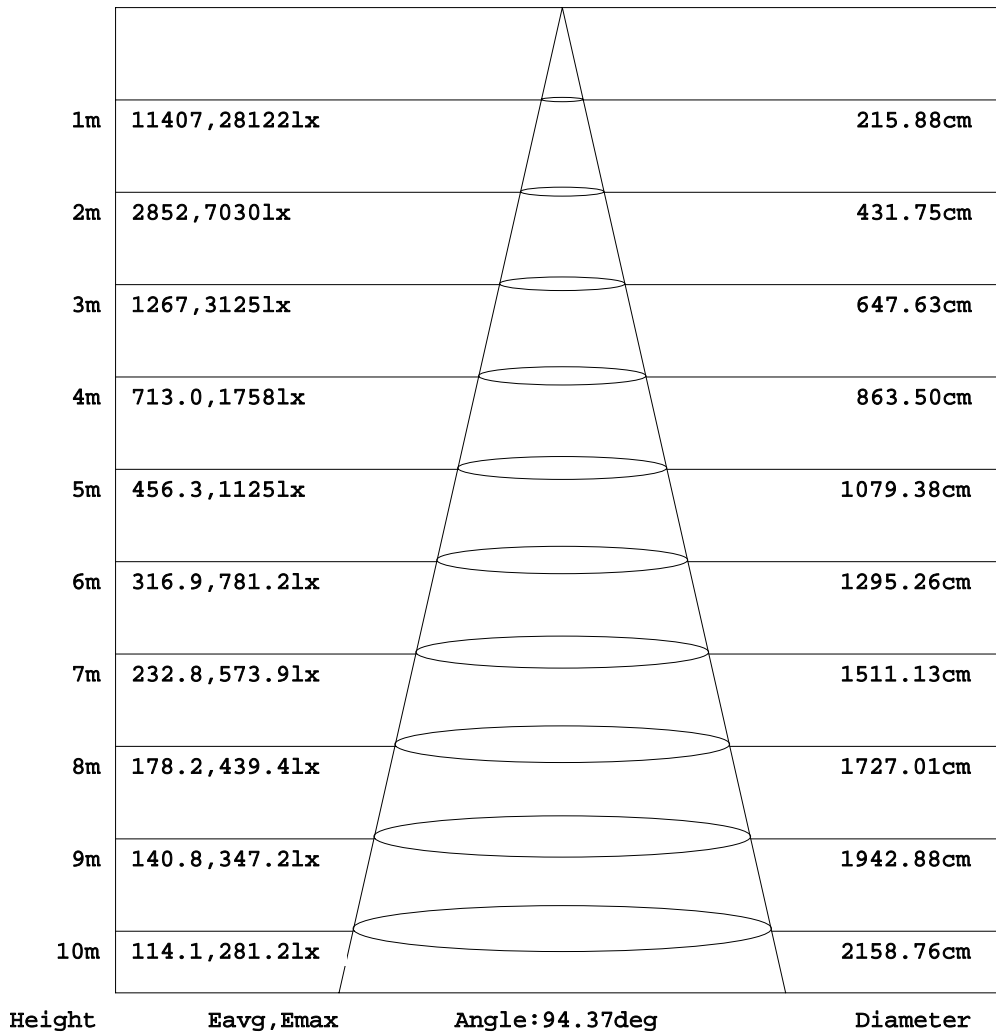 1m 11407,28122lx 215.88cm
2m 2852,7030lx 431.75cm
3m 1267,3125lx 647.63cm
4m 713.0,1758lx 863.50cm
5m 456.3,1125lx 1079.38cm
6m 316.9,781.2lx 1295.26cm
7m 232.8,573.9lx 1511.13cm
8m 178.2,439.4lx 1727.01cm
9m 140.8,347.2lx 1942.88cm
10m 114.1,281.2lx 2158.76cm
Height Eavg,Emax Angle:94.37deg Diameter